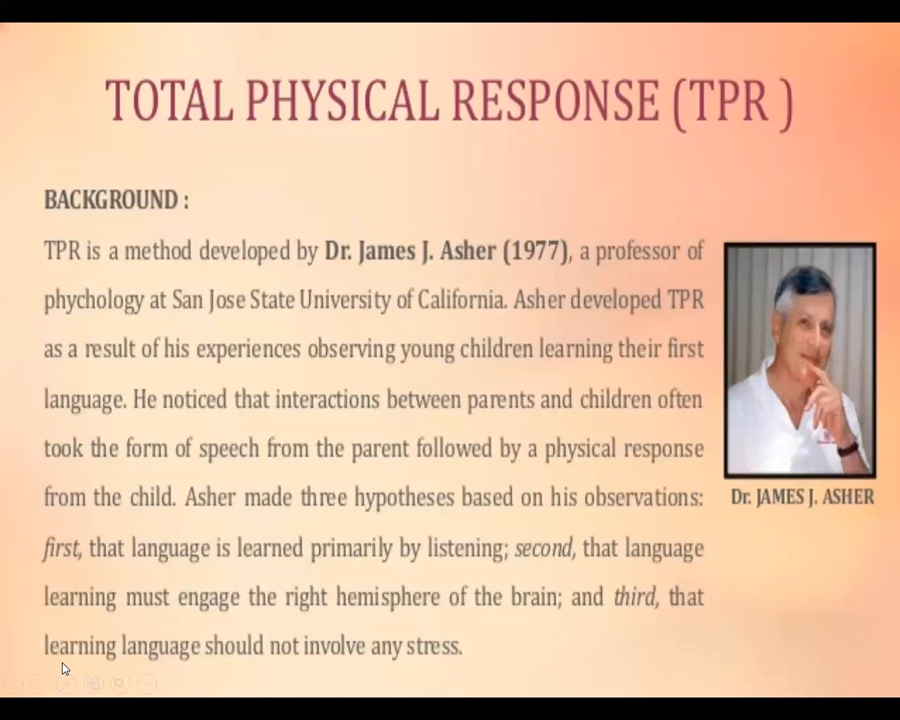 TOTAL PHYSICAL RESPONSE (TPR )
BACKGROUND :
TPR is a method developed by Dr. James J. Asher (1977), a professor of
phychology at San Jose State University of California. Asher developed TPR
as a result of his experiences observing young children learning their first
language. He noticed that interactions between parents and children often
took the form of speech from the parent followed by a physical response
from the child. Asher made three hypotheses based on his observations:
first, that language is learned primarily by listening; second, that language
learning must engage the right hemisphere of the brain; and third, that
learning language should not involve any stress.
Dr. JAMES J. ASHER